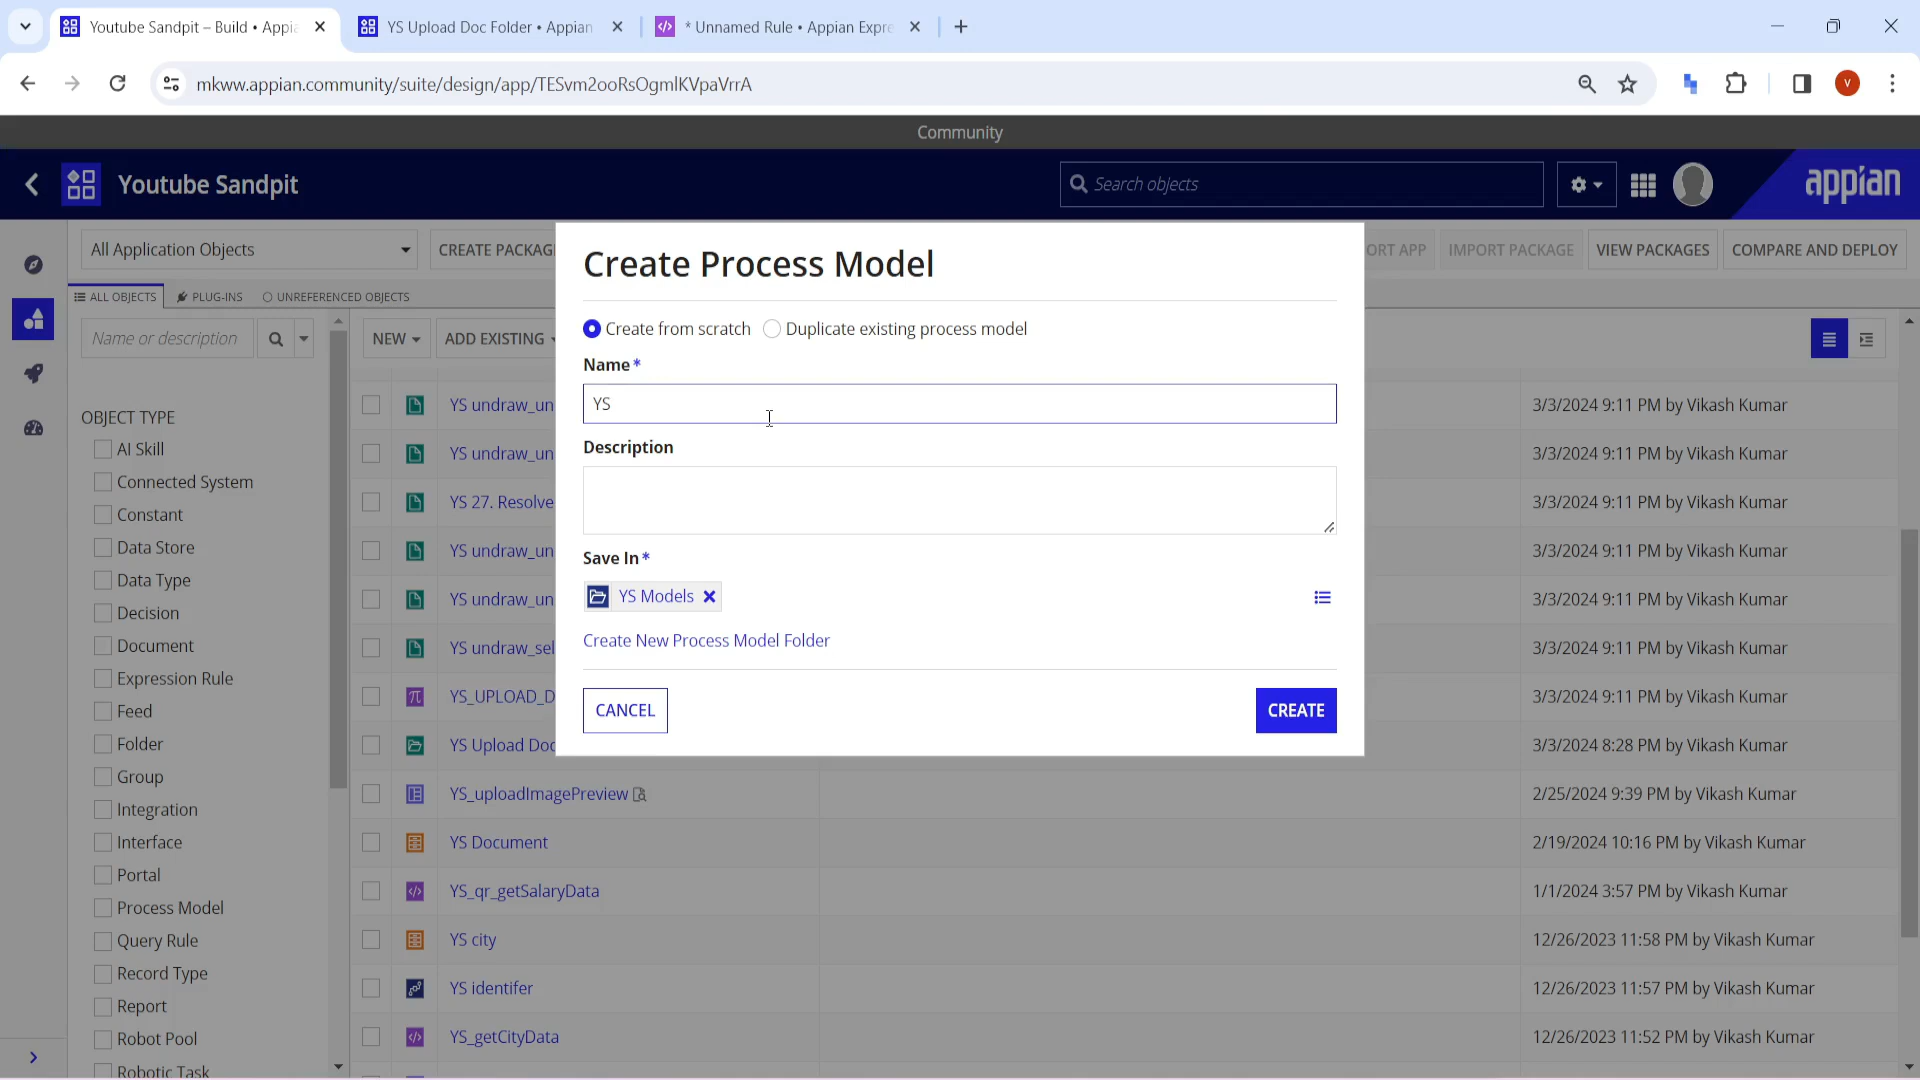 Youtube Sandpit – Build • Appia
YS Upload Doc Folder • Appian
* Unnamed Rule • Appian Expre
mkww.appian.community/suite/design/app/TESvm2ooRsOgmlKVpaVrrA
V
Community
Youtube Sandpit
Search objects
appian
All Application Objects
CREATE PACKAGE
ORT APP
IMPORT PACKAGE
VIEW PACKAGES
COMPARE AND DEPLOY
ALL OBJECTS
PLUG-INS
UNREFERENCED OBJECTS
Name or description
NEW
ADD EXISTING
OBJECT TYPE
AI Skill
Connected System
Constant
Data Store
Data Type
Decision
Document
Expression Rule
Feed
Folder
Group
Integration
Interface
Portal
Process Model
Query Rule
Record Type
Report
Robot Pool
Robotic Task
Create Process Model
Create from scratch
Duplicate existing process model
Name*
YS
Description
Save In*
YS Models
Create New Process Model Folder
CANCEL
CREATE
YS undraw_un
3/3/2024 9:11 PM by Vikash Kumar
YS undraw_un
3/3/2024 9:11 PM by Vikash Kumar
YS 27. Resolve
3/3/2024 9:11 PM by Vikash Kumar
YS undraw_un
3/3/2024 9:11 PM by Vikash Kumar
YS undraw_un
3/3/2024 9:11 PM by Vikash Kumar
YS undraw_sel
3/3/2024 9:11 PM by Vikash Kumar
YS_UPLOAD_D
3/3/2024 9:11 PM by Vikash Kumar
YS Upload Doc
3/3/2024 8:28 PM by Vikash Kumar
YS_uploadImagePreview
2/25/2024 9:39 PM by Vikash Kumar
YS Document
2/19/2024 10:16 PM by Vikash Kumar
YS_qr_getSalaryData
1/1/2024 3:57 PM by Vikash Kumar
YS city
12/26/2023 11:58 PM by Vikash Kumar
YS identifer
12/26/2023 11:57 PM by Vikash Kumar
YS_getCityData
12/26/2023 11:52 PM by Vikash Kumar